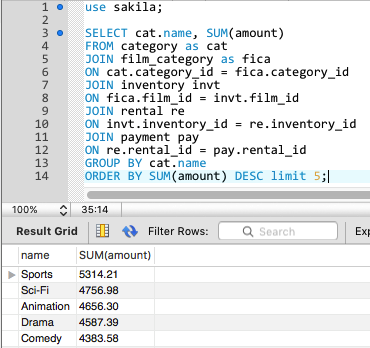 1 use sakila;
2
3 SELECT cat.name, SUM(amount)
4 FROM category as cat
5 JOIN film_category as fica
6 ON cat.category_id = fica.category_id
7 JOIN inventory invt
8 ON fica.film_id = invt.film_id
9 JOIN rental re
10 ON invt.inventory_id = re.inventory_id
11 JOIN payment pay
12 ON re.rental_id = pay.rental_id
13 GROUP BY cat.name
14 ORDER BY SUM(amount) DESC limit 5;
100% 35:14
Result Grid Filter Rows: Search Exp
name SUM(amount)
Sports 5314.21
Sci-Fi 4756.98
Animation 4656.30
Drama 4587.39
Comedy 4383.58